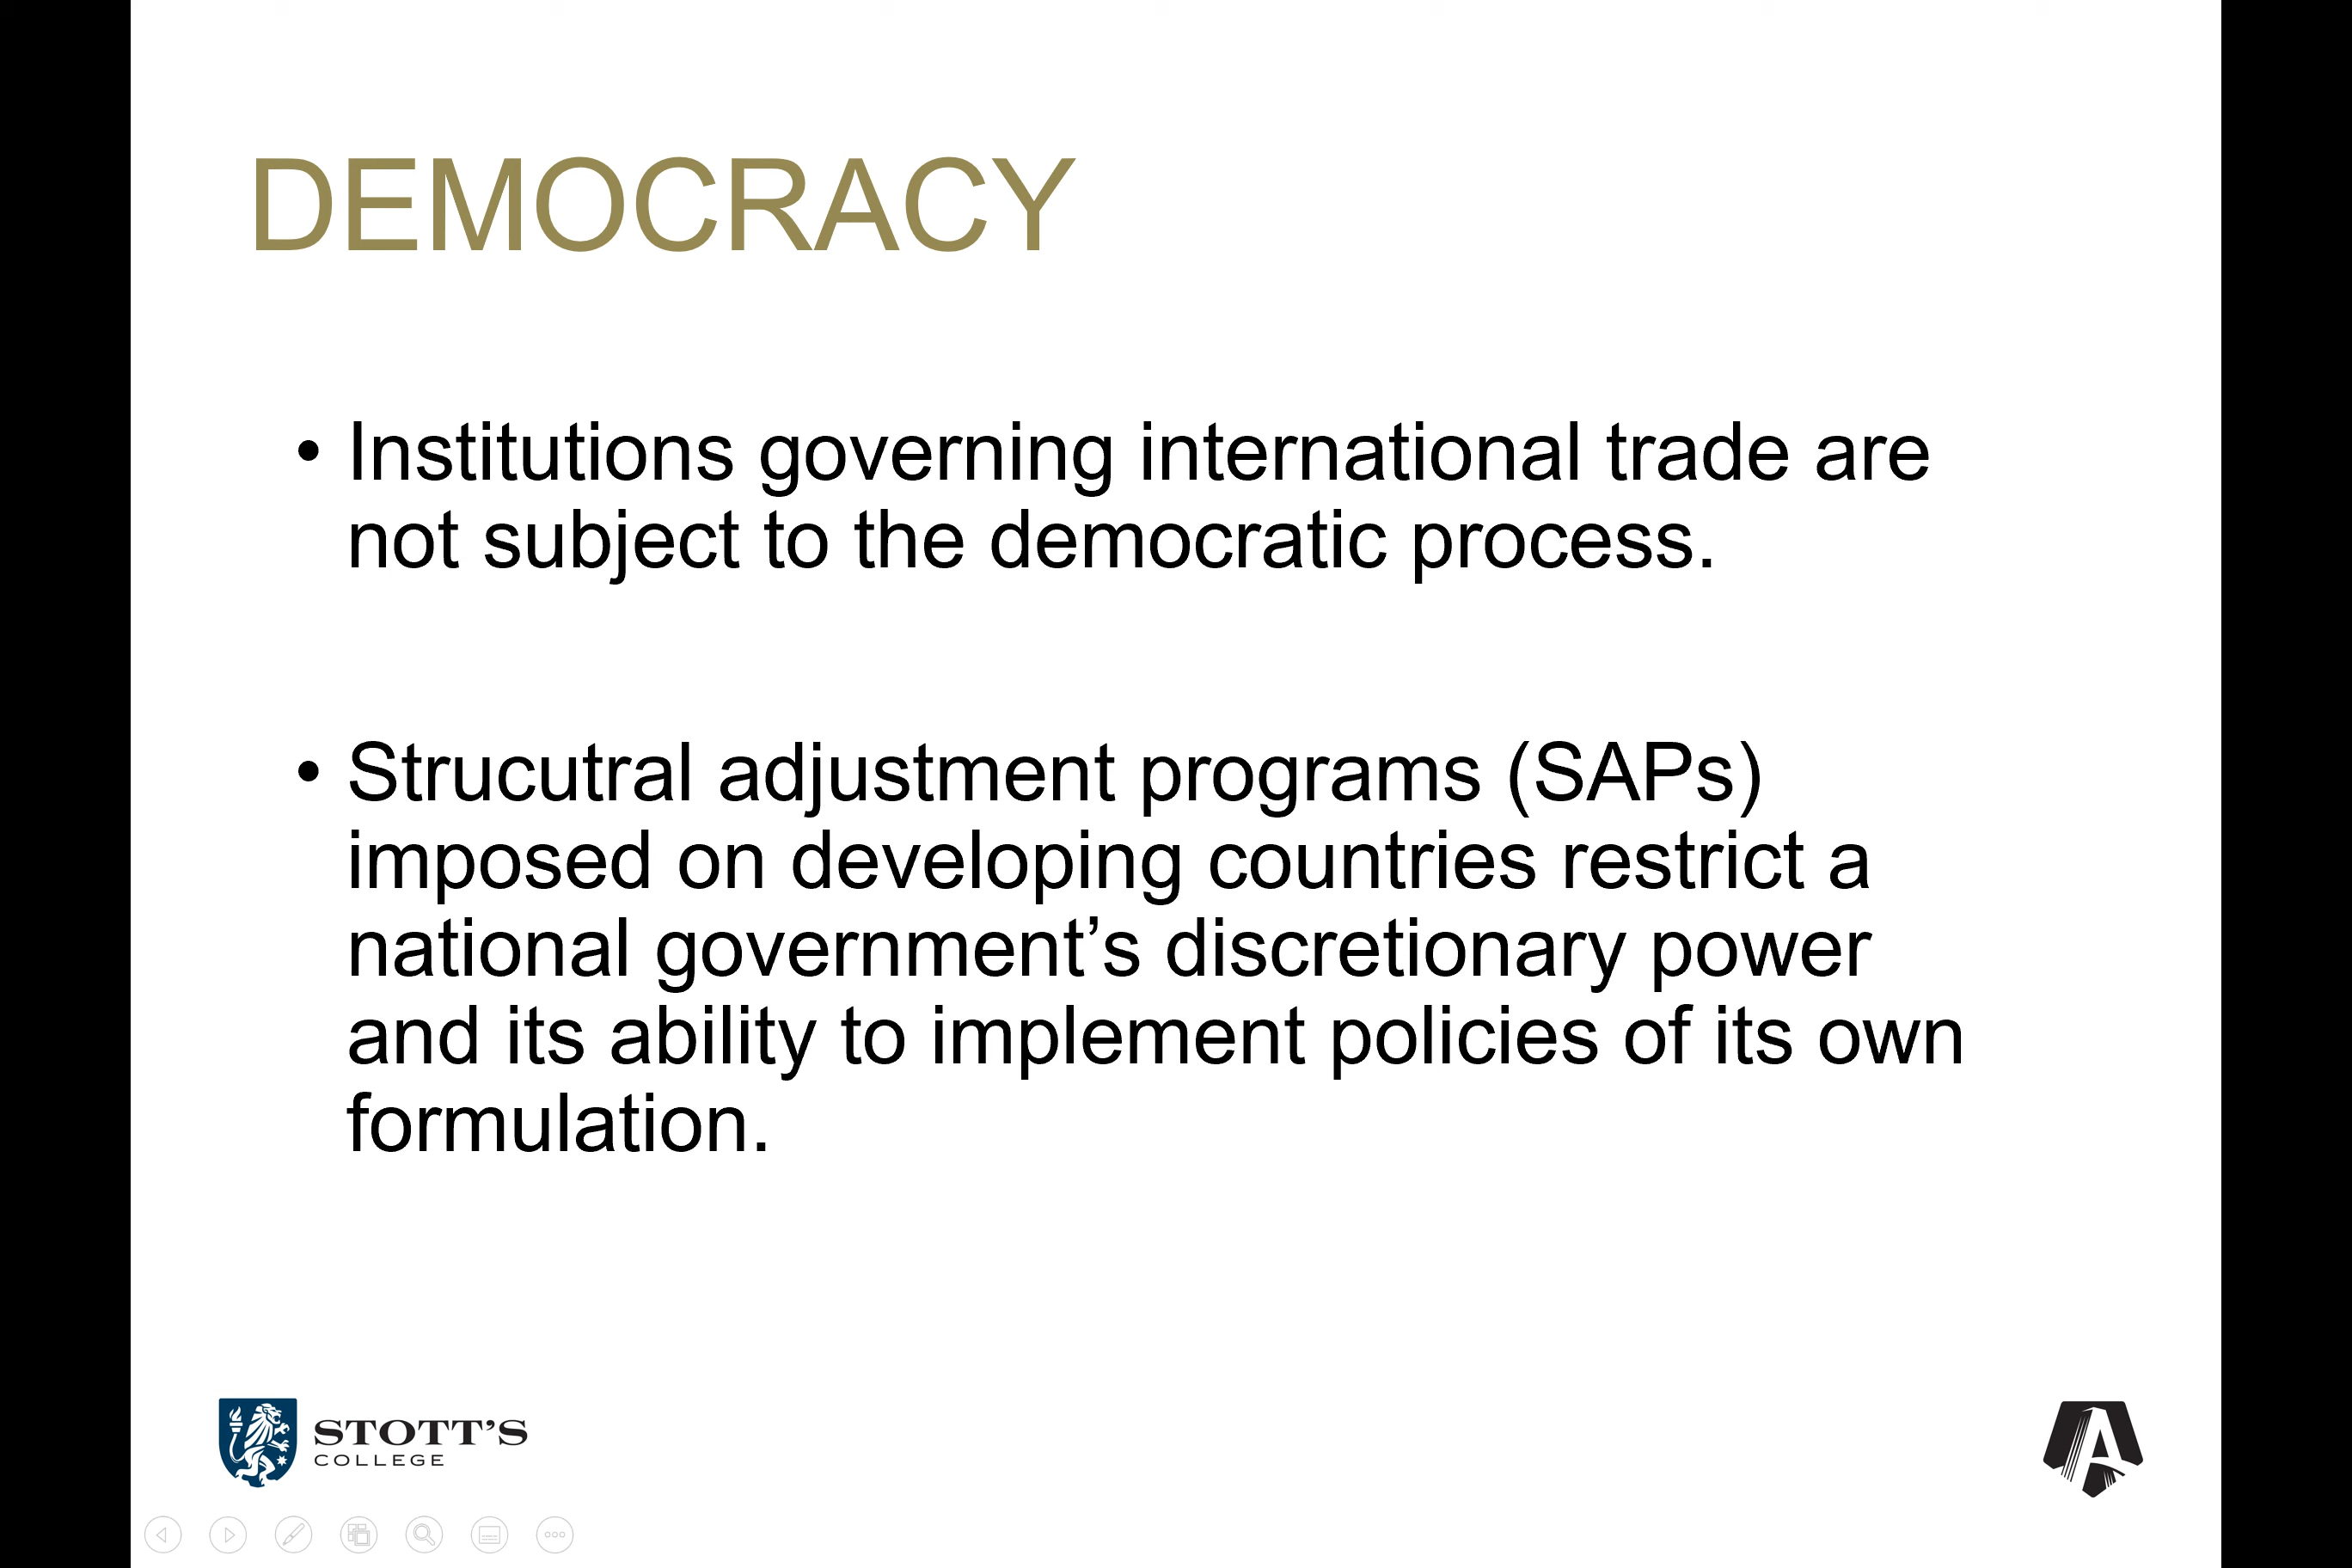 DEMOCRACY
• Institutions governing international trade are
not subject to the democratic process.
• Strucutral adjustment programs (SAPs)
imposed on developing countries restrict a
national government’s discretionary power
and its ability to implement policies of its own
formulation.
STOTT’S
COLLEGE
A